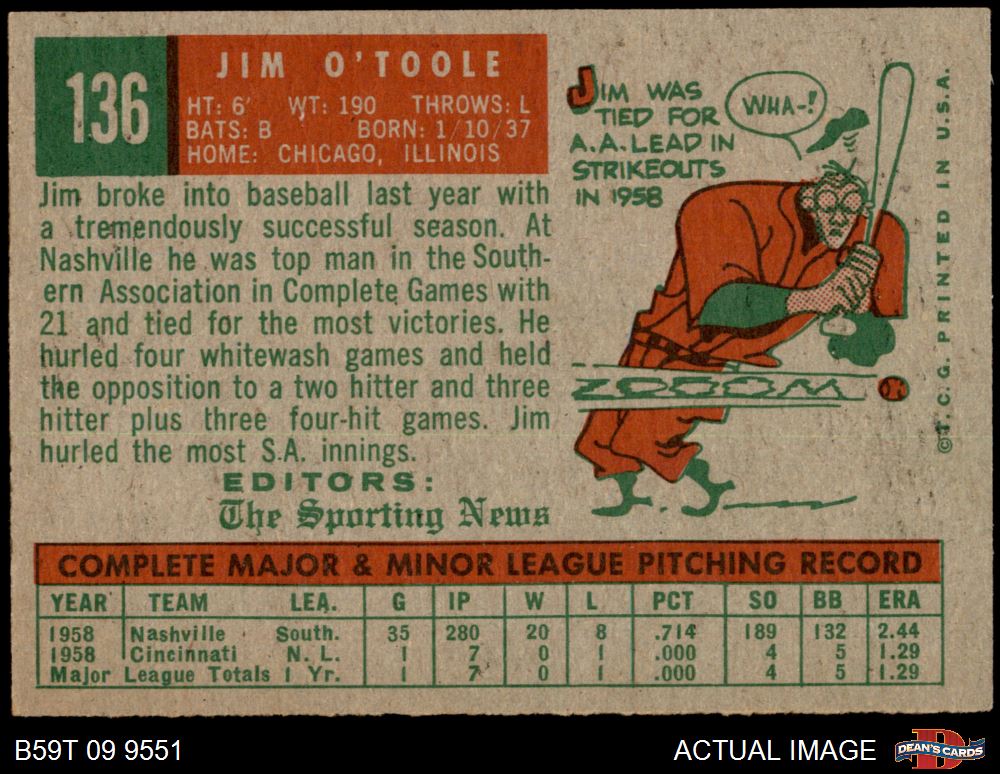 136
JIM O'TOOLE
HT: 6' WT: 190 THROWS: L
BATS: B BORN: 1/10/37
HOME: CHICAGO, ILLINOIS
Jim broke into baseball last year with
a tremendously successful season. At
Nashville he was top man in the South-
ern Association in Complete Games with
21 and tied for the most victories. He
hurled four whitewash games and held
the opposition to a two hitter and three
hitter plus three four-hit games. Jim
hurled the most S.A. innings.
EDITORS:
The Sporting News
JIM WAS
TIED FOR
A.A. LEAD IN
STRIKEOUTS
IN 1958
WHA-!
ZOOOOM
© T. C. G. PRINTED IN U.S.A.
COMPLETE MAJOR & MINOR LEAGUE PITCHING RECORD
YEAR TEAM LEA. G IP W L PCT SO BB ERA
1958 Nashville South. 35 280 20 8 .714 189 132 2.44
1958 Cincinnati N. L. 1 7 0 1 .000 4 5 1.29
Major League Totals 1 Yr. 1 7 0 1 .000 4 5 1.29
B59T 09 9551
ACTUAL IMAGE
D
DEAN'S CARDS